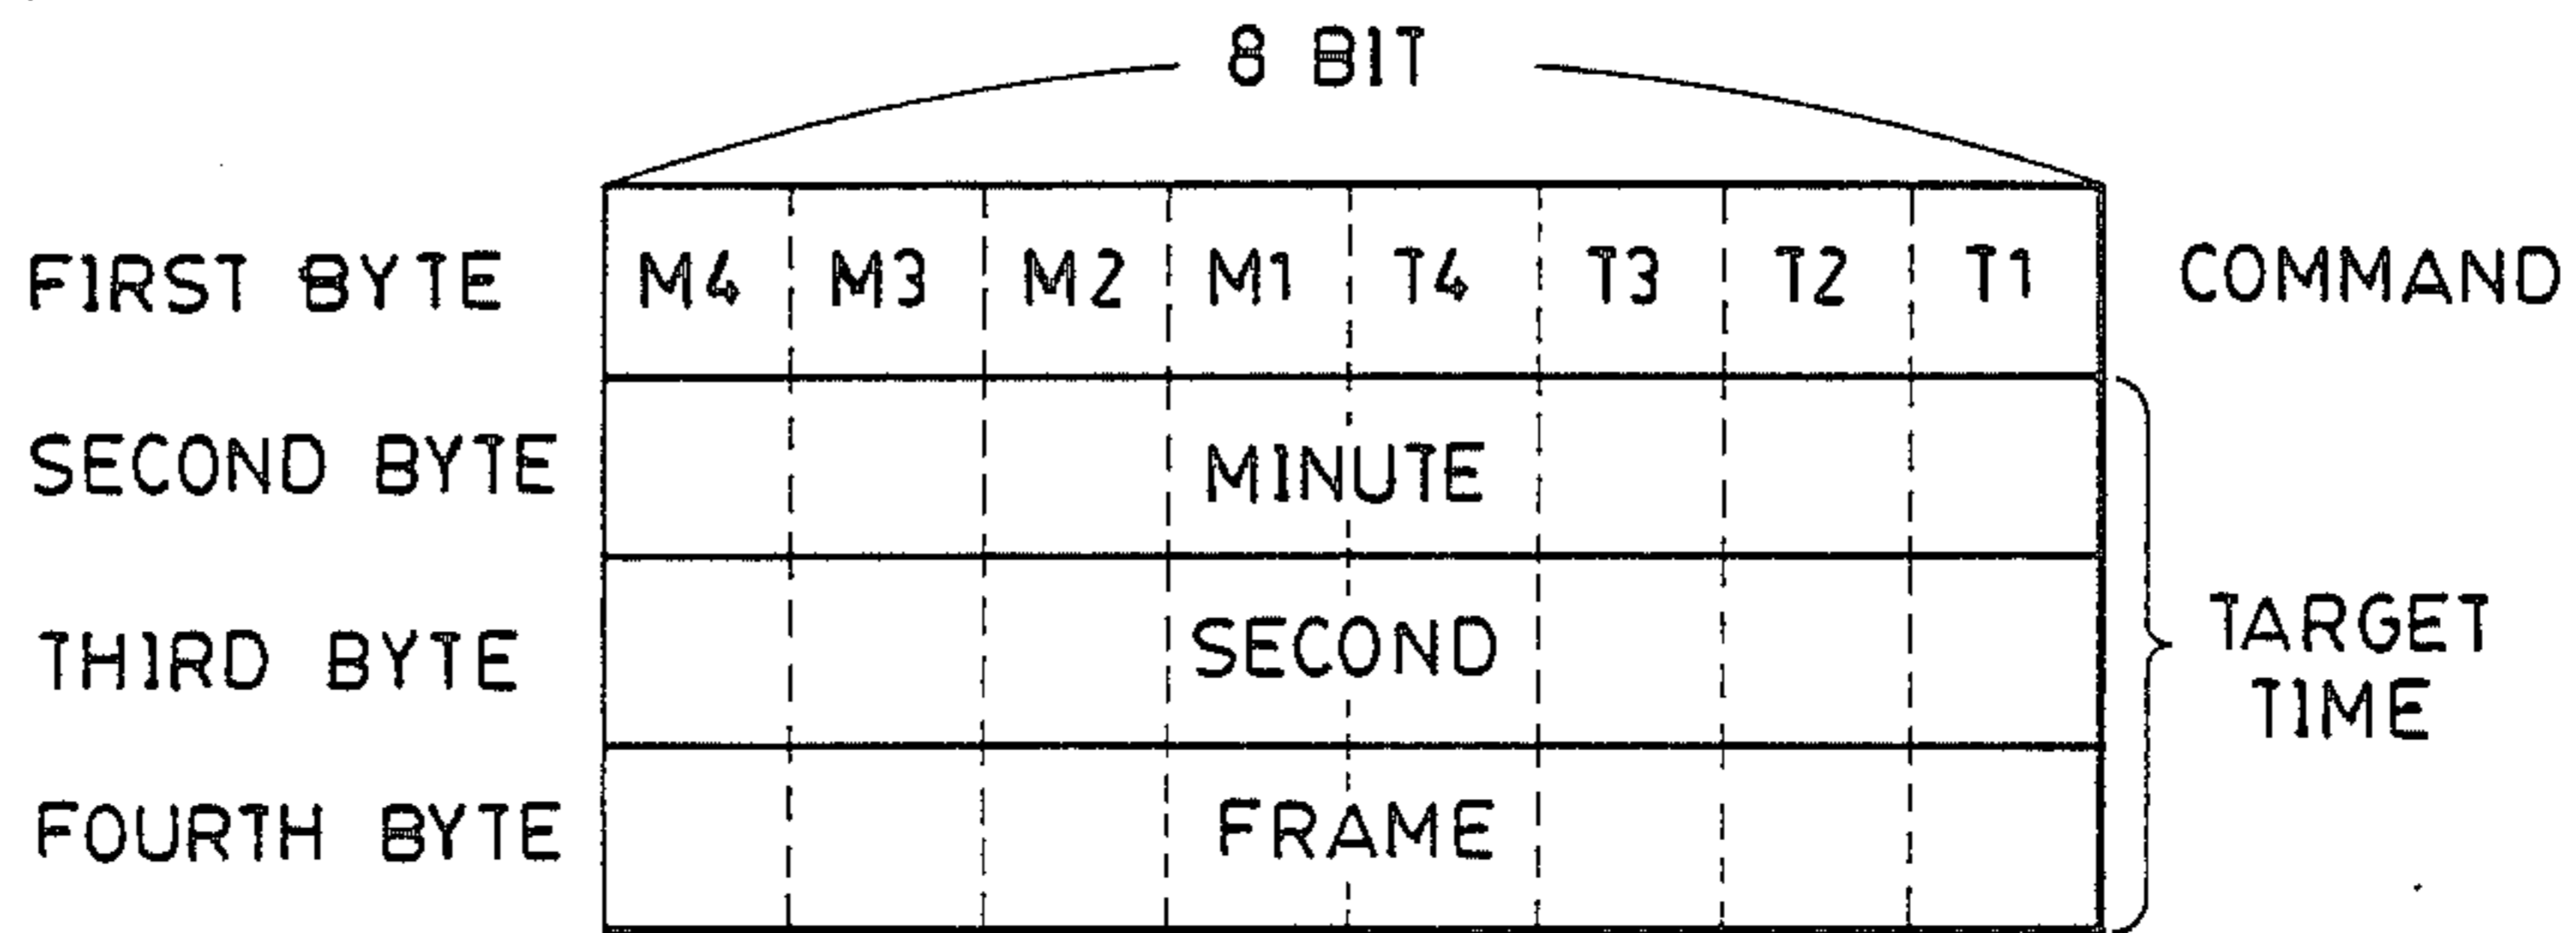 8 BIT
FIRST BYTE M4 M3 M2 M1 T4 T3 T2 T1 COMMAND
SECOND BYTE MINUTE
THIRD BYTE SECOND
TARGET TIME
FOURTH BYTE FRAME